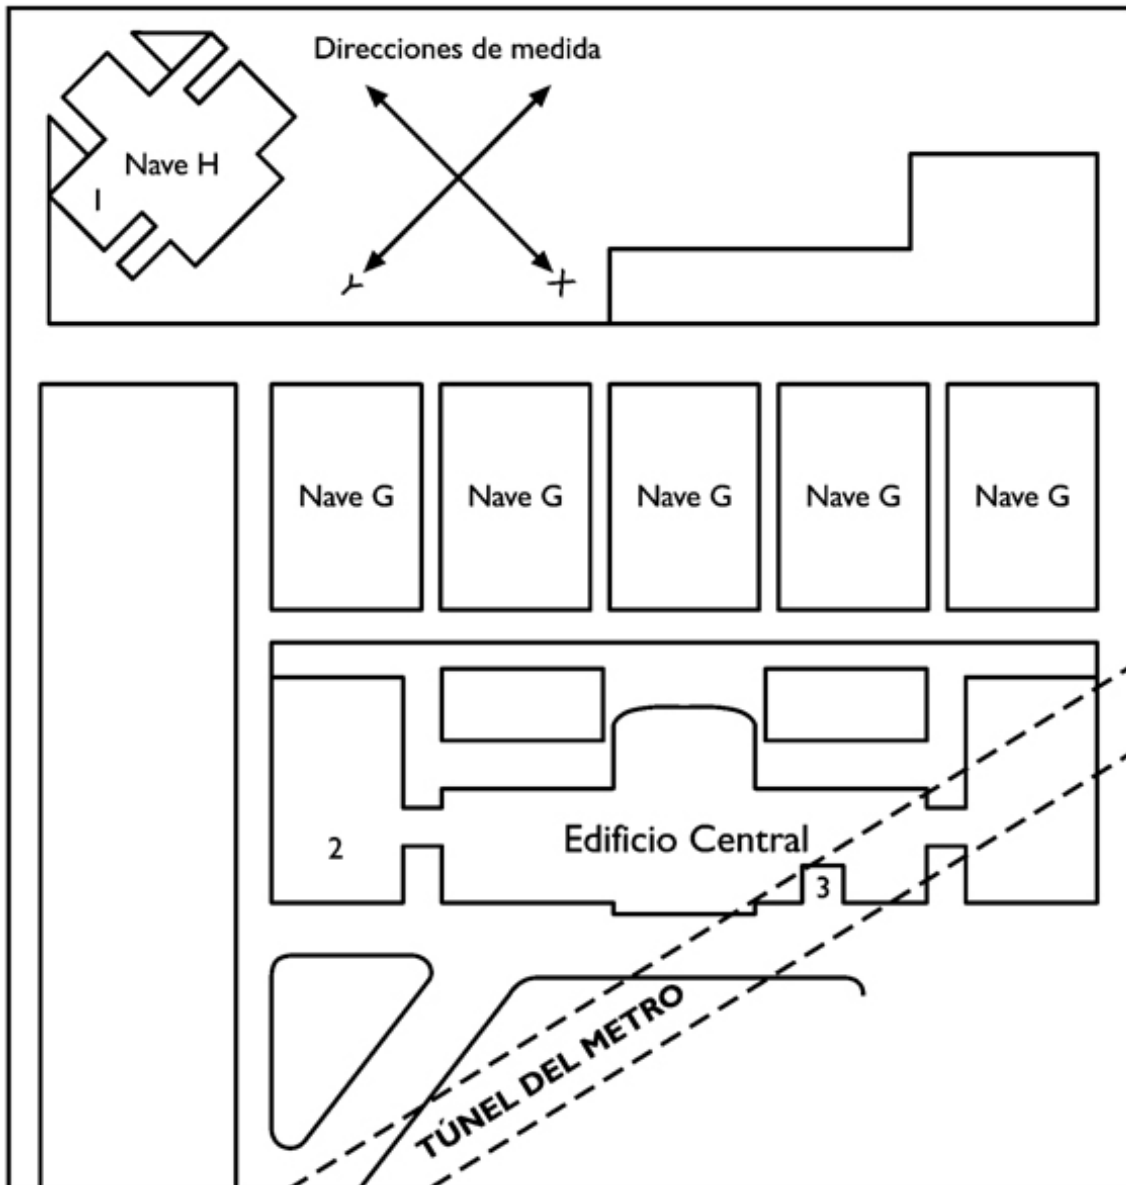 Direcciones de medida
Nave H
1
Y
X
Nave G
Nave G
Nave G
Nave G
Nave G
Edificio Central
2
3
TÚNEL DEL METRO